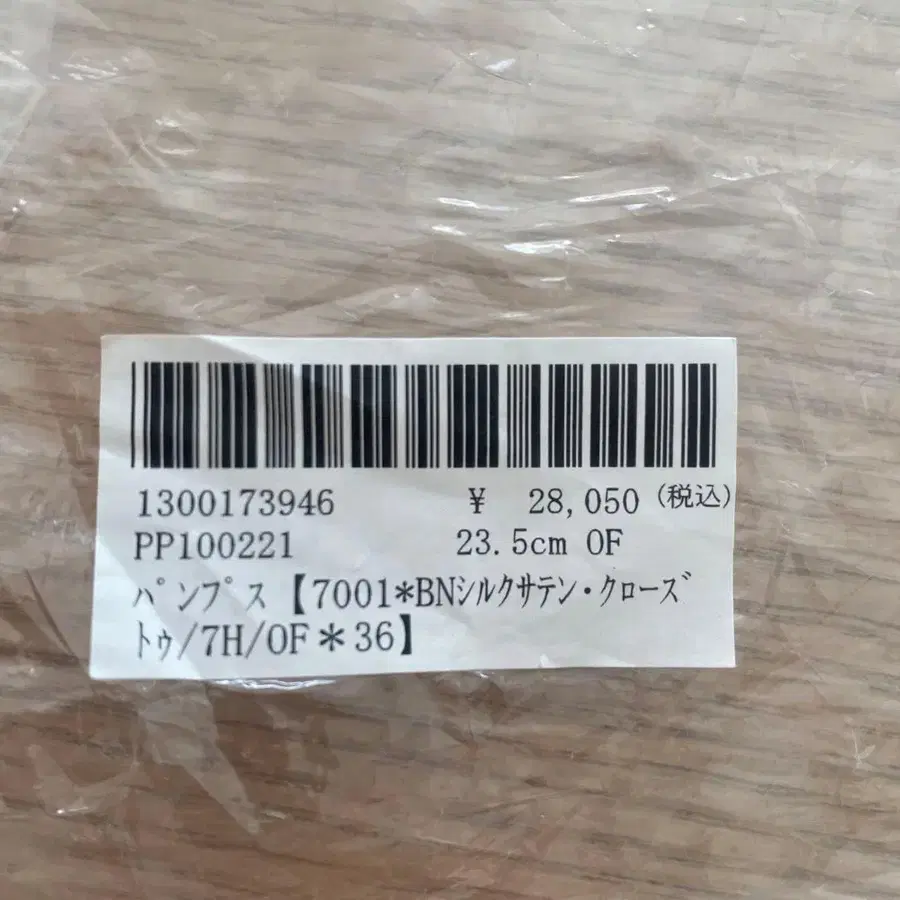 1300173946 ¥ 28,050 (税込)
PP100221 23.5cm OF
ﾊﾟﾝﾌﾟｽ【7001*BNｼﾙｸｻﾃﾝ・ｸﾛｰｽﾞ
ﾄｩ/7H/OF＊36】